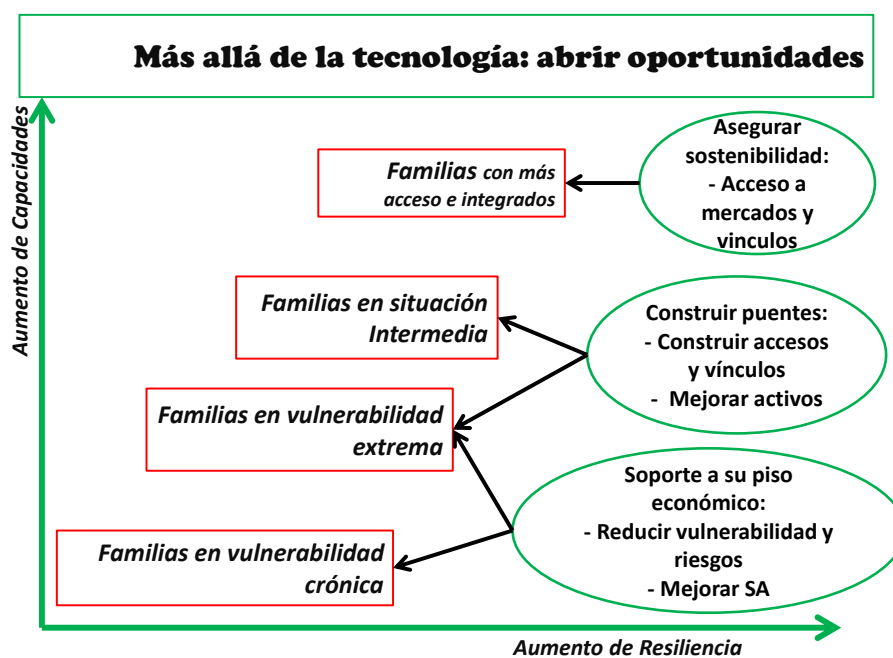 Más allá de la tecnología: abrir oportunidades
Aumento de Capacidades
Familias con más
acceso e integrados
Asegurar
sostenibilidad:
- Acceso a
mercados y
vinculos
Familias en situación
Intermedia
Construir puentes:
- Construir accesos
y vínculos
- Mejorar activos
Familias en vulnerabilidad
extrema
Soporte a su piso
económico:
- Reducir vulnerabilidad y
riesgos
- Mejorar SA
Familias en vulnerabilidad
crónica
Aumento de Resiliencia